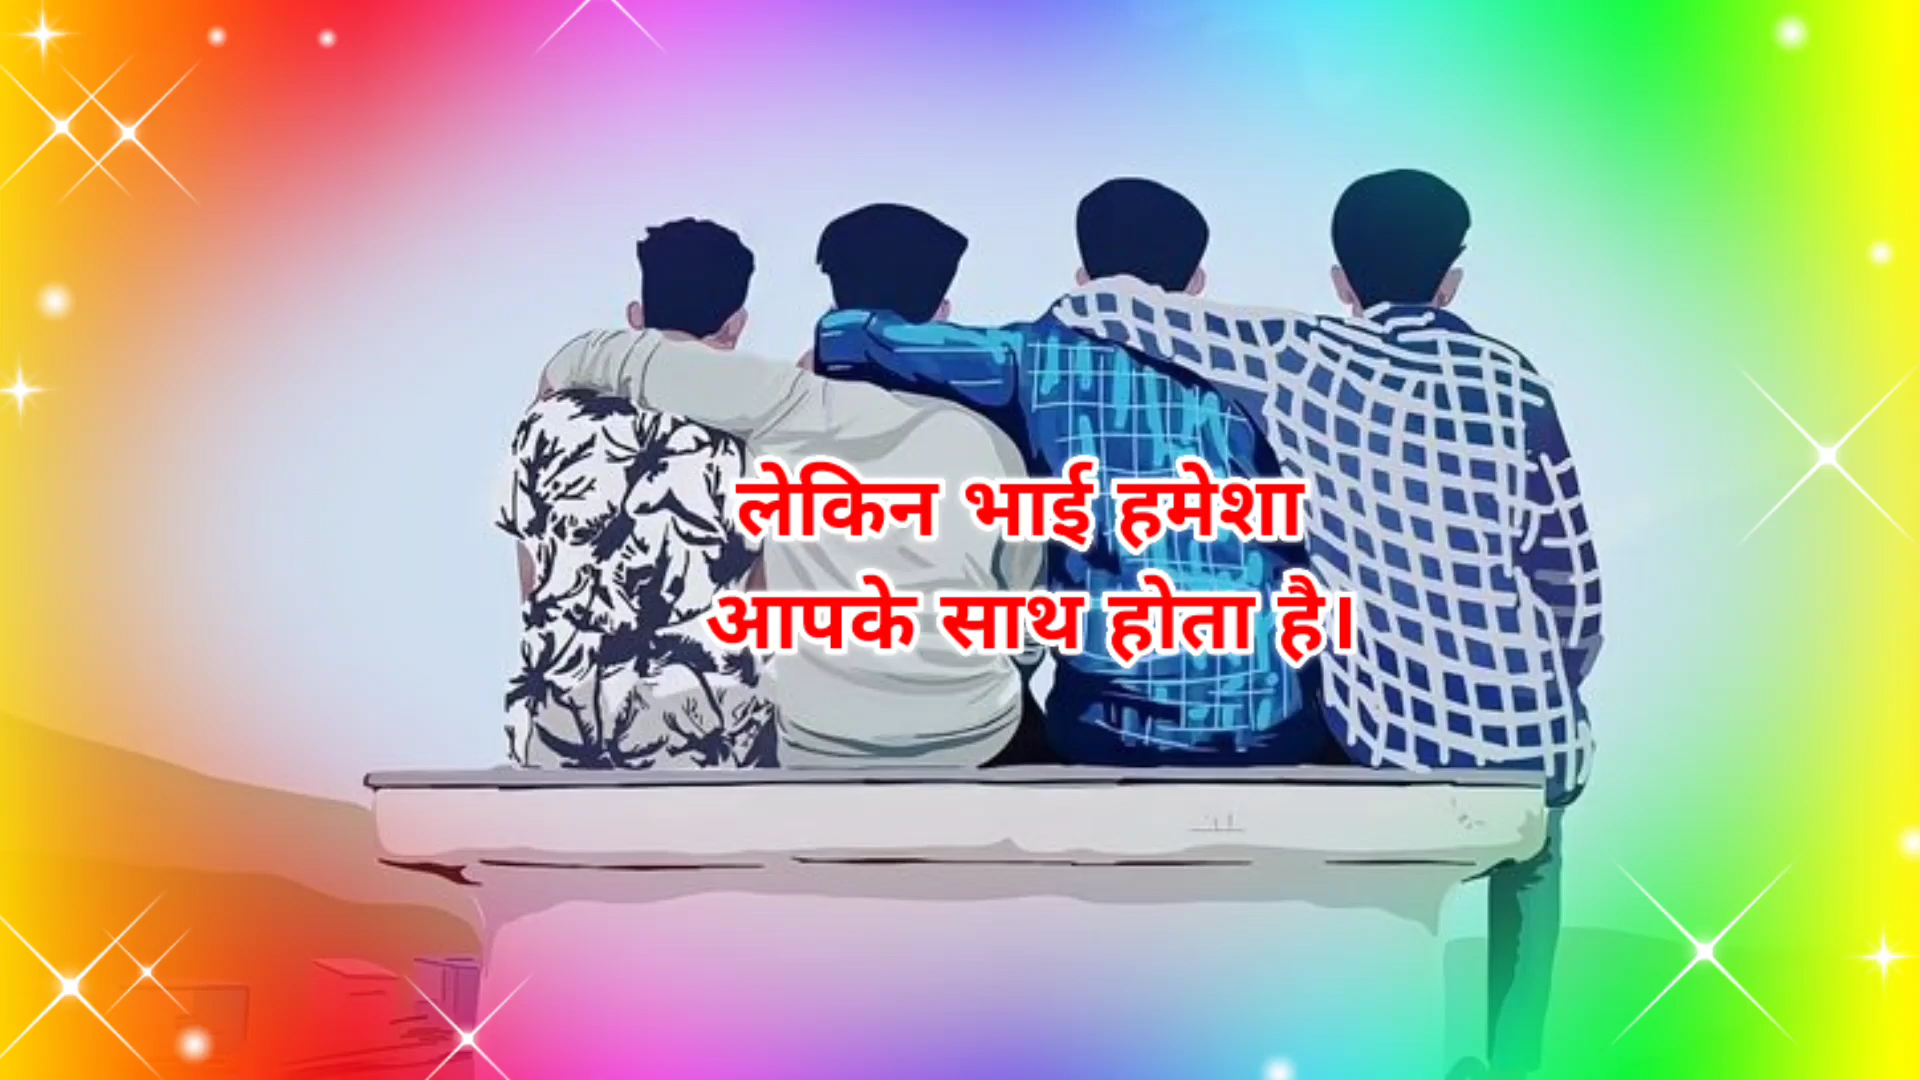 लेकिन भाई हमेशा
आपके साथ होता है।